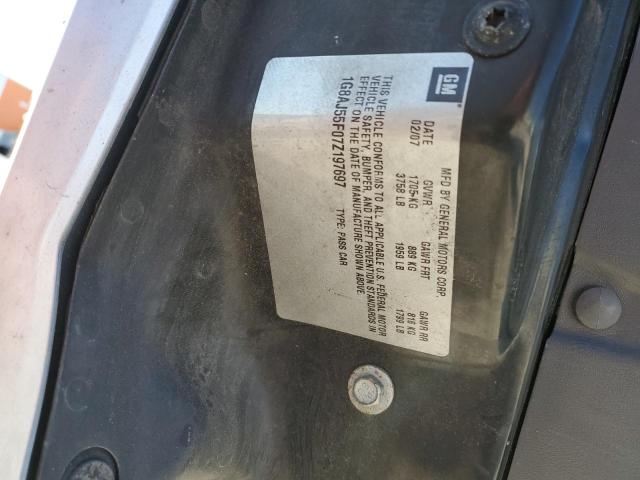 GM
MFD BY GENERAL MOTORS CORP.
DATE GVWR GAWR FRT GAWR RR
02/07 1705 KG 889 KG 816 KG
3758 LB 1959 LB 1799 LB
THIS VEHICLE CONFORMS TO ALL APPLICABLE U.S. FEDERAL MOTOR
VEHICLE SAFETY, BUMPER, AND THEFT PREVENTION STANDARDS IN
EFFECT ON THE DATE OF MANUFACTURE SHOWN ABOVE
1G8AJ55F07Z197697 TYPE: PASS CAR